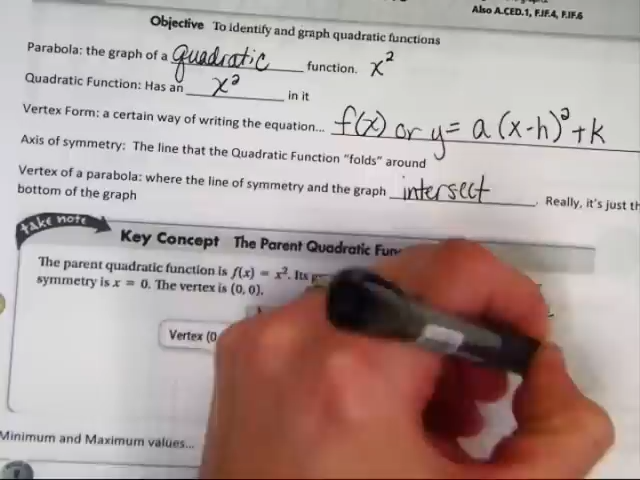 Also A.CED.1, F.IF.4, F.IF.6
Objective To identify and graph quadratic functions
Parabola: the graph of a quadratic function. x²
Quadratic Function: Has an x² in it
Vertex Form: a certain way of writing the equation... f(x) or y = a(x-h)²+k
Axis of symmetry: The line that the Quadratic Function "folds" around
Vertex of a parabola: where the line of symmetry and the graph intersect. Really, it's just th
bottom of the graph
take note
Key Concept The Parent Quadratic Func
The parent quadratic function is f(x) = x². Its
symmetry is x = 0. The vertex is (0, 0).
Vertex (0
Minimum and Maximum values...